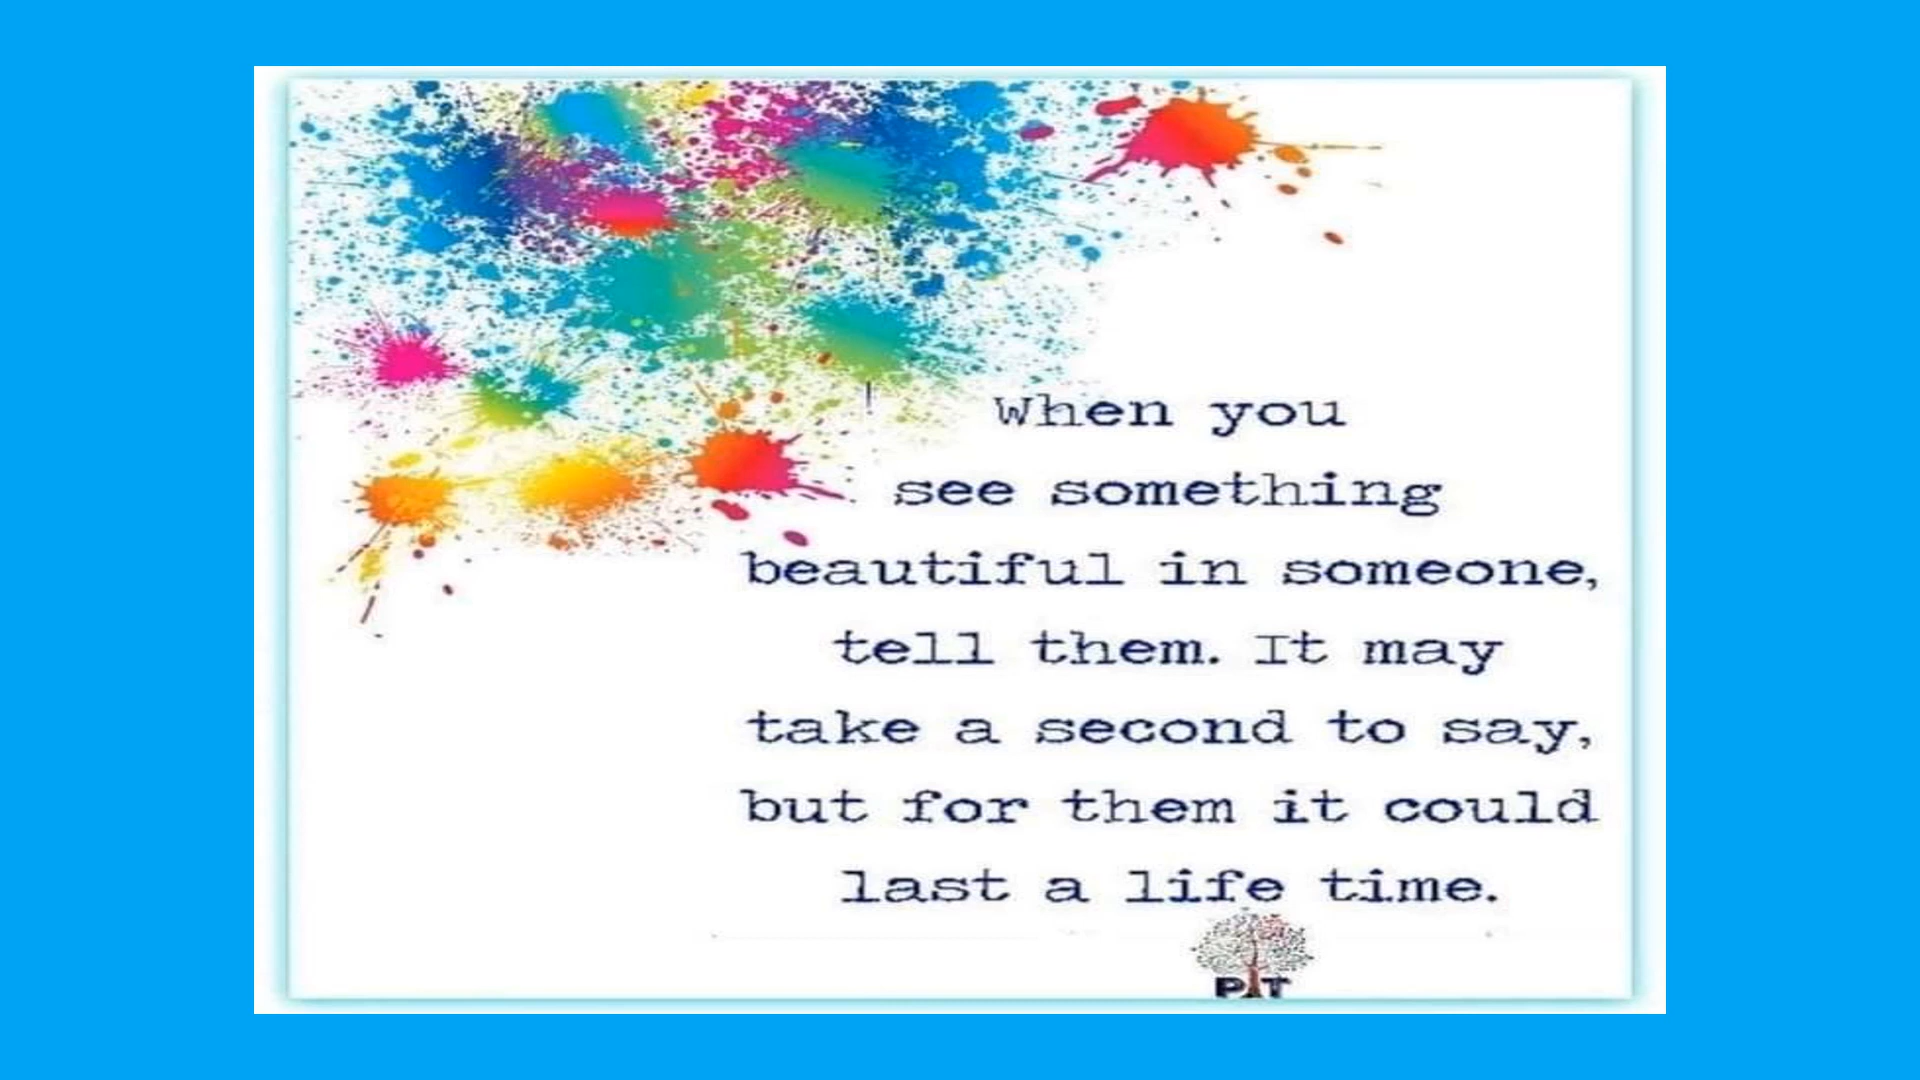 When you
see something
beautiful in someone,
tell them. It may
take a second to say,
but for them it could
last a life time.